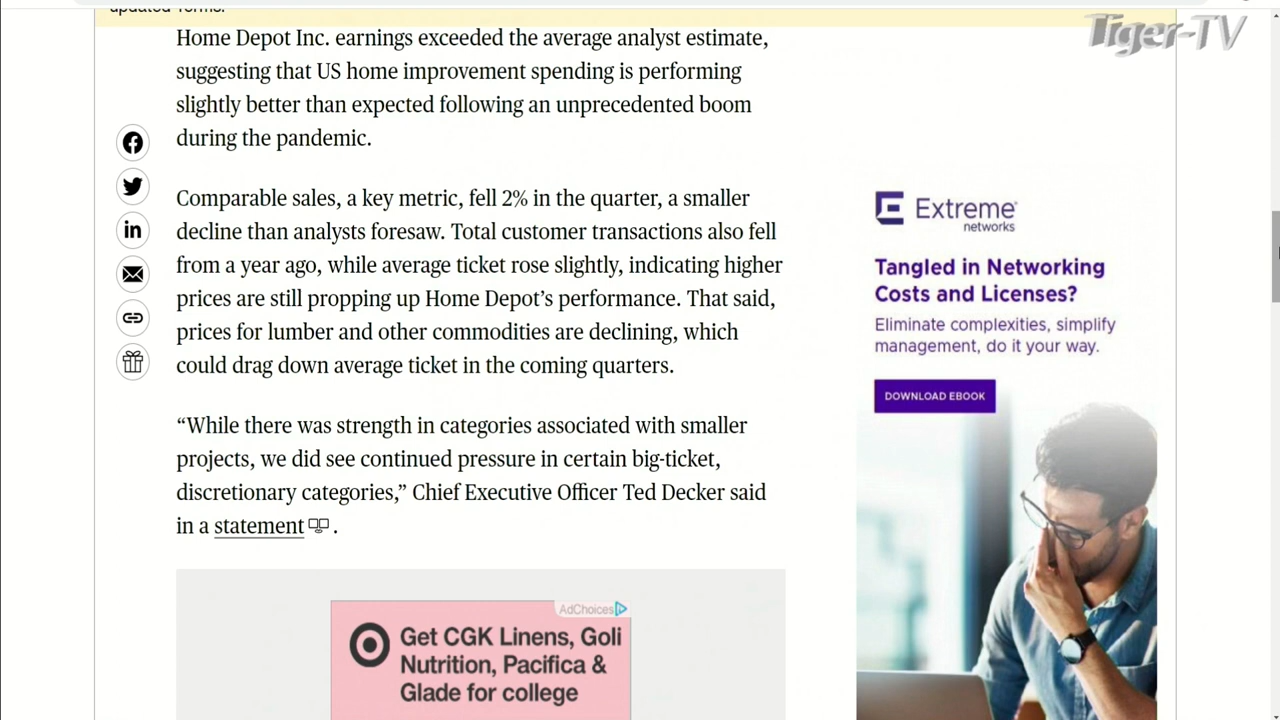 updated Terms.
Tiger-TV
Home Depot Inc. earnings exceeded the average analyst estimate,
suggesting that US home improvement spending is performing
slightly better than expected following an unprecedented boom
during the pandemic.
Comparable sales, a key metric, fell 2% in the quarter, a smaller
decline than analysts foresaw. Total customer transactions also fell
from a year ago, while average ticket rose slightly, indicating higher
prices are still propping up Home Depot’s performance. That said,
prices for lumber and other commodities are declining, which
could drag down average ticket in the coming quarters.
“While there was strength in categories associated with smaller
projects, we did see continued pressure in certain big-ticket,
discretionary categories,” Chief Executive Officer Ted Decker said
in a statement .
Extreme
networks
Tangled in Networking
Costs and Licenses?
Eliminate complexities, simplify
management, do it your way.
DOWNLOAD EBOOK
AdChoices
Get CGK Linens, Goli
Nutrition, Pacifica &
Glade for college